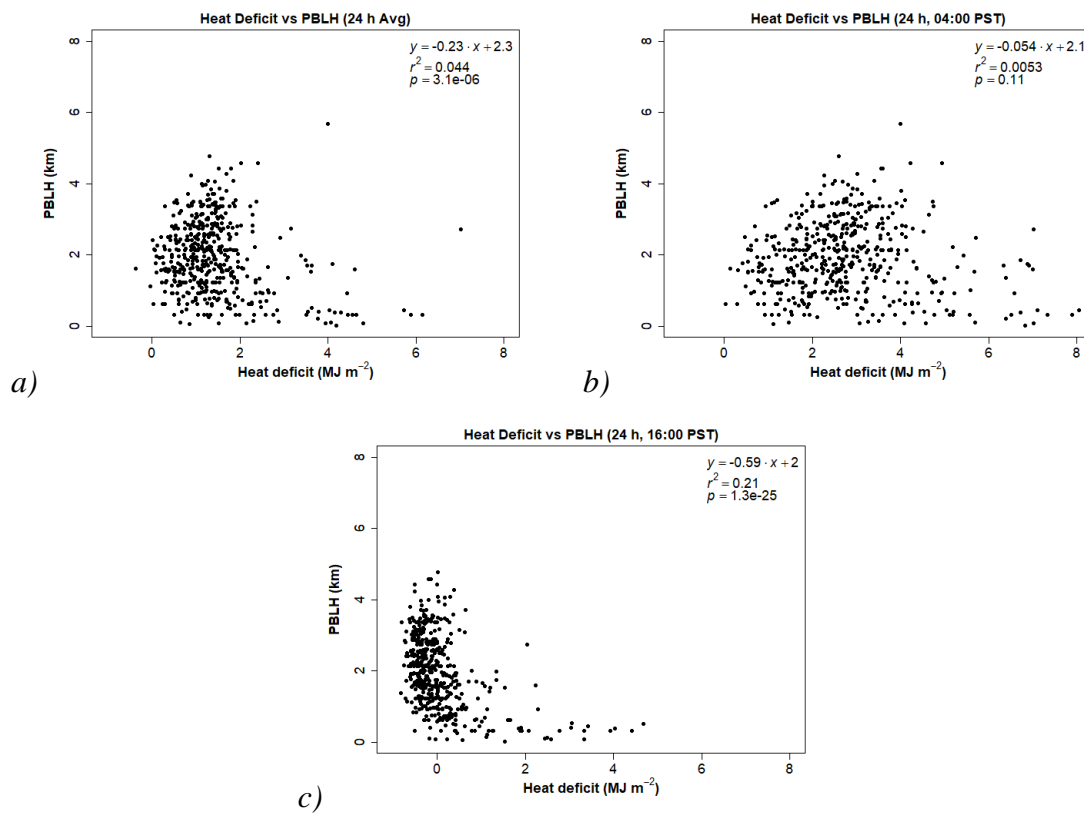 Heat Deficit vs PBLH (24 h Avg)
y = -0.23 · x + 2.3
r² = 0.044
p = 3.1e-06
PBLH (km)
8
6
4
2
0
0 2 4 6 8
Heat deficit (MJ m⁻²)
a)
Heat Deficit vs PBLH (24 h, 04:00 PST)
y = -0.054 · x + 2.1
r² = 0.0053
p = 0.11
PBLH (km)
8
6
4
2
0
0 2 4 6 8
Heat deficit (MJ m⁻²)
b)
Heat Deficit vs PBLH (24 h, 16:00 PST)
y = -0.59 · x + 2
r² = 0.21
p = 1.3e-25
PBLH (km)
8
6
4
2
0
0 2 4 6 8
Heat deficit (MJ m⁻²)
c)